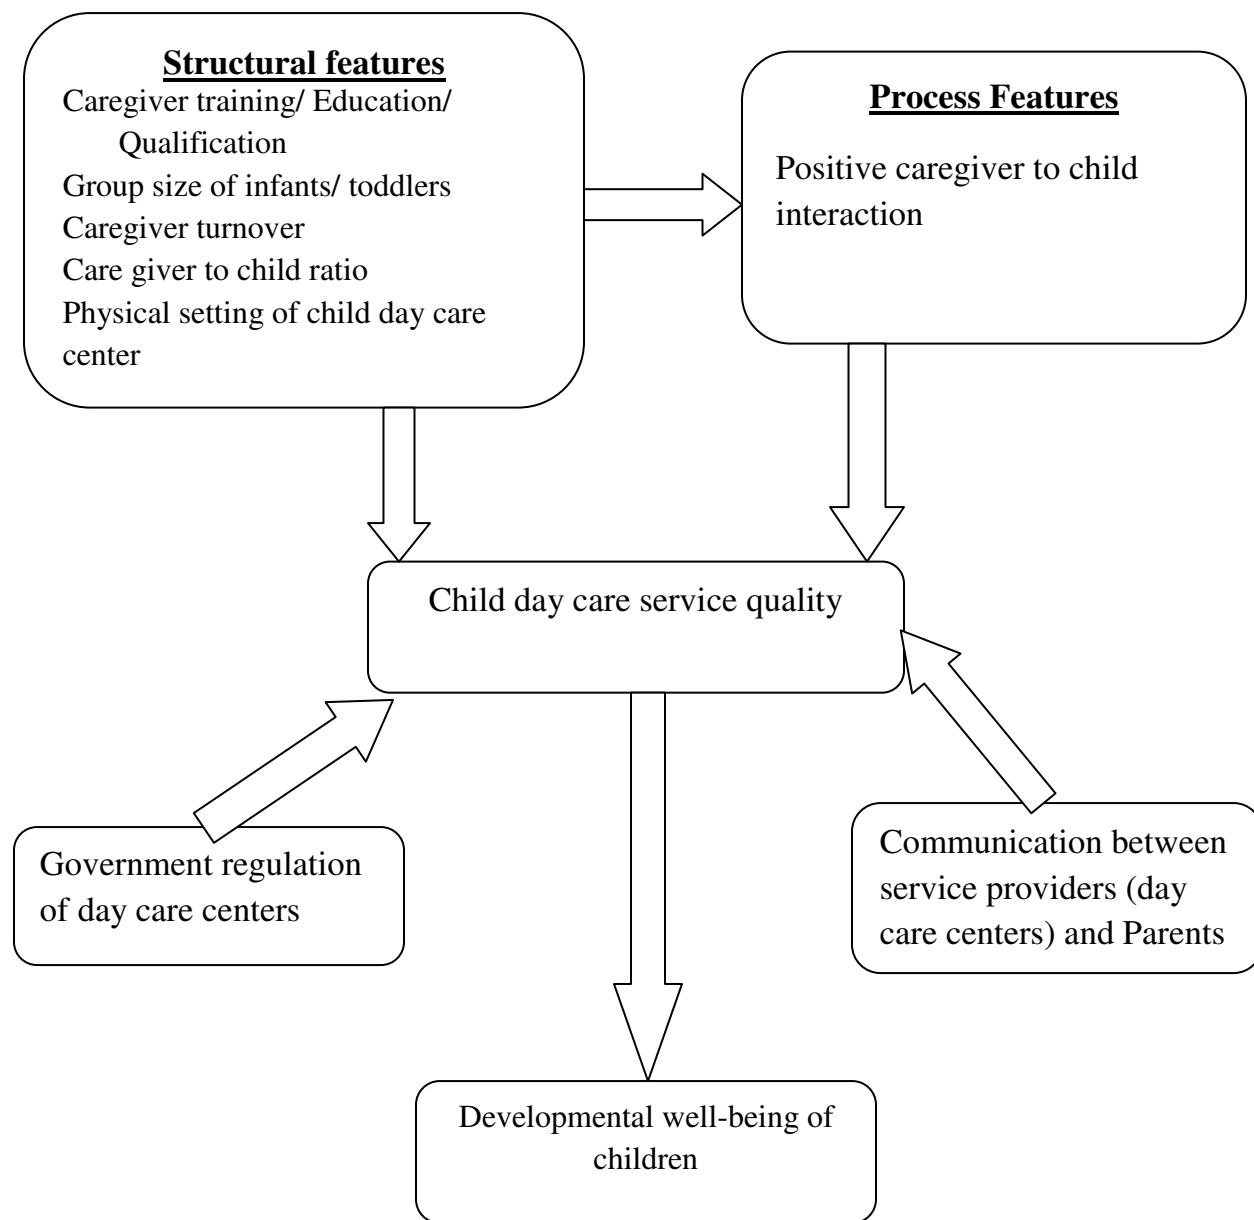 Structural features
Caregiver training/ Education/
Qualification
Group size of infants/ toddlers
Caregiver turnover
Care giver to child ratio
Physical setting of child day care
center
Process Features
Positive caregiver to child
interaction
Child day care service quality
Government regulation
of day care centers
Communication between
service providers (day
care centers) and Parents
Developmental well-being of
children